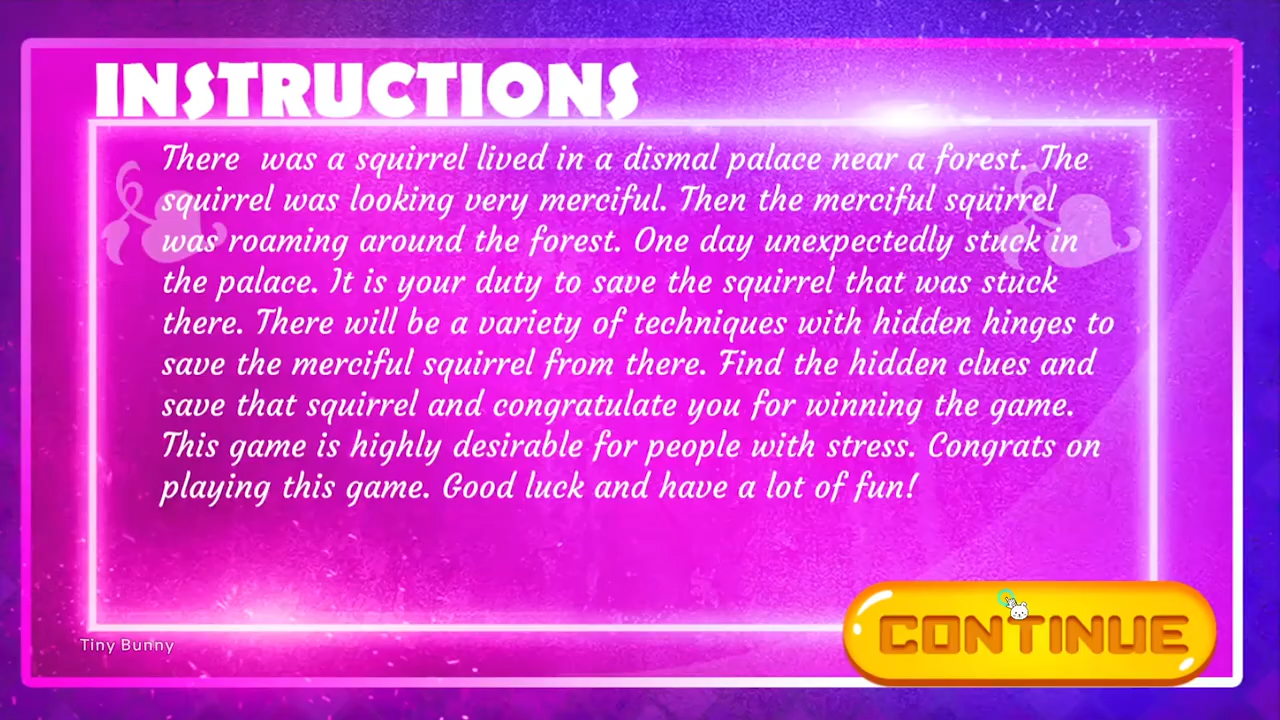 INSTRUCTIONS
There was a squirrel lived in a dismal palace near a forest. The
squirrel was looking very merciful. Then the merciful squirrel
was roaming around the forest. One day unexpectedly stuck in
the palace. It is your duty to save the squirrel that was stuck
there. There will be a variety of techniques with hidden hinges to
save the merciful squirrel from there. Find the hidden clues and
save that squirrel and congratulate you for winning the game.
This game is highly desirable for people with stress. Congrats on
playing this game. Good luck and have a lot of fun!
Tiny Bunny
CONTINUE